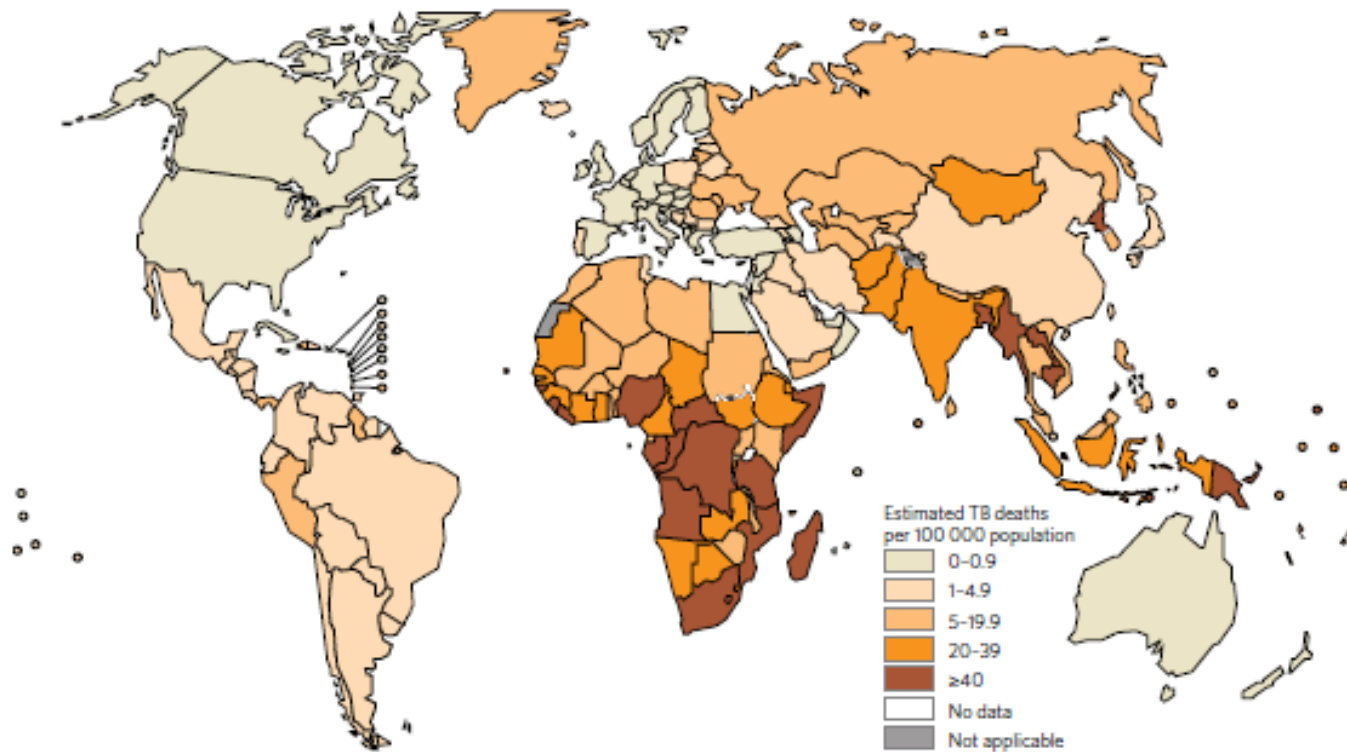 Estimated TB deaths
per 100 000 population
0–0.9
1–4.9
5–19.9
20–39
≥40
No data
Not applicable